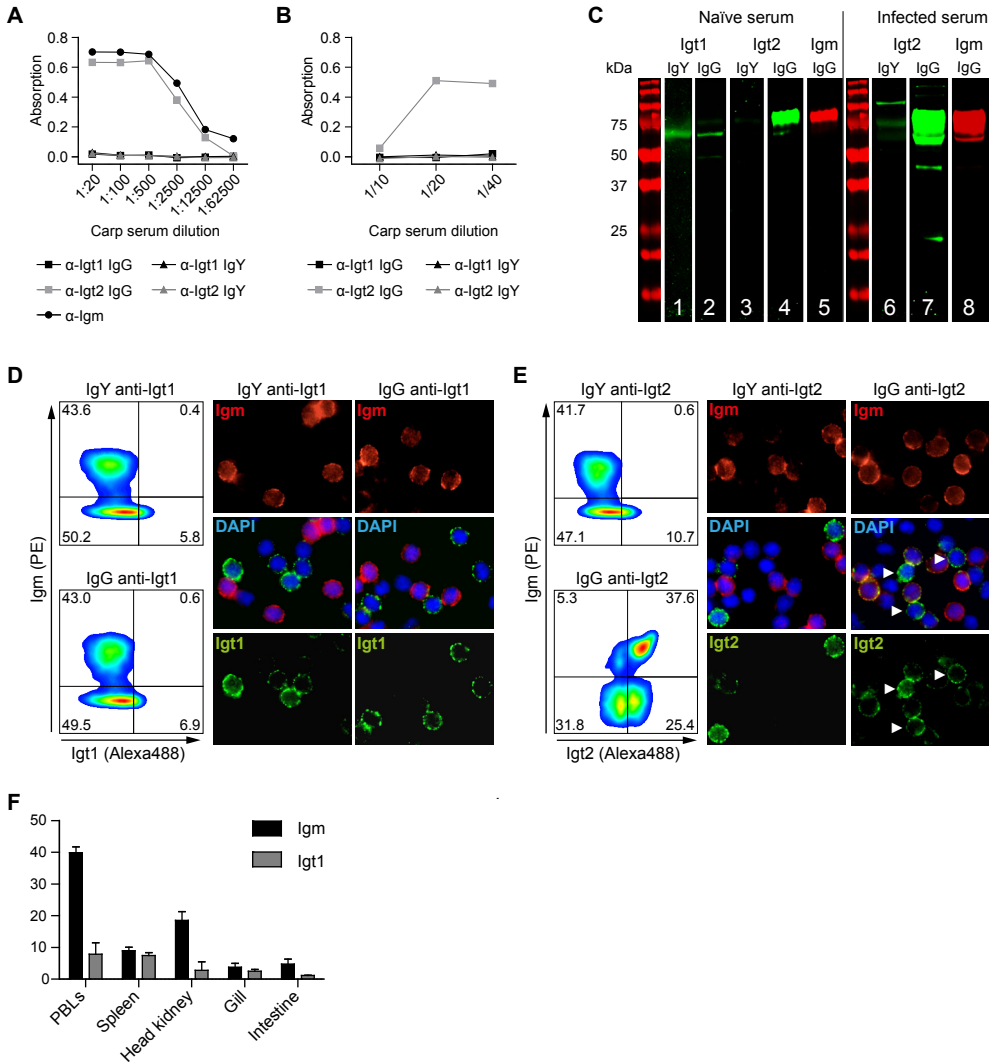 A
Absorption
0.8
0.6
0.4
0.2
0.0
1:20
1:100
1:500
1:2500
1:12500
1:62500
Carp serum dilution
α-Igt1 IgG
α-Igt1 IgY
α-Igt2 IgG
α-Igt2 IgY
α-Igm
B
Absorption
0.8
0.6
0.4
0.2
0.0
1/10
1/20
1/40
Carp serum dilution
α-Igt1 IgG
α-Igt1 IgY
α-Igt2 IgG
α-Igt2 IgY
C
Naïve serum
Infected serum
Igt1
Igt2
Igm
Igt2
Igm
kDa
IgY
IgG
IgY
IgG
IgG
IgY
IgG
IgG
75
50
37
25
1
2
3
4
5
6
7
8
D
IgY anti-Igt1
IgY anti-Igt1
IgG anti-Igt1
43.6
0.4
50.2
5.8
IgG anti-Igt1
43.0
0.6
49.5
6.9
Igm (PE)
Igt1 (Alexa488)
Igm
Igm
DAPI
DAPI
Igt1
Igt1
E
IgY anti-Igt2
IgY anti-Igt2
IgG anti-Igt2
41.7
0.6
47.1
10.7
IgG anti-Igt2
5.3
37.6
31.8
25.4
Igm (PE)
Igt2 (Alexa488)
Igm
Igm
DAPI
DAPI
Igt2
Igt2
F
50
40
30
20
10
0
Igm
Igt1
PBLs
Spleen
Head kidney
Gill
Intestine